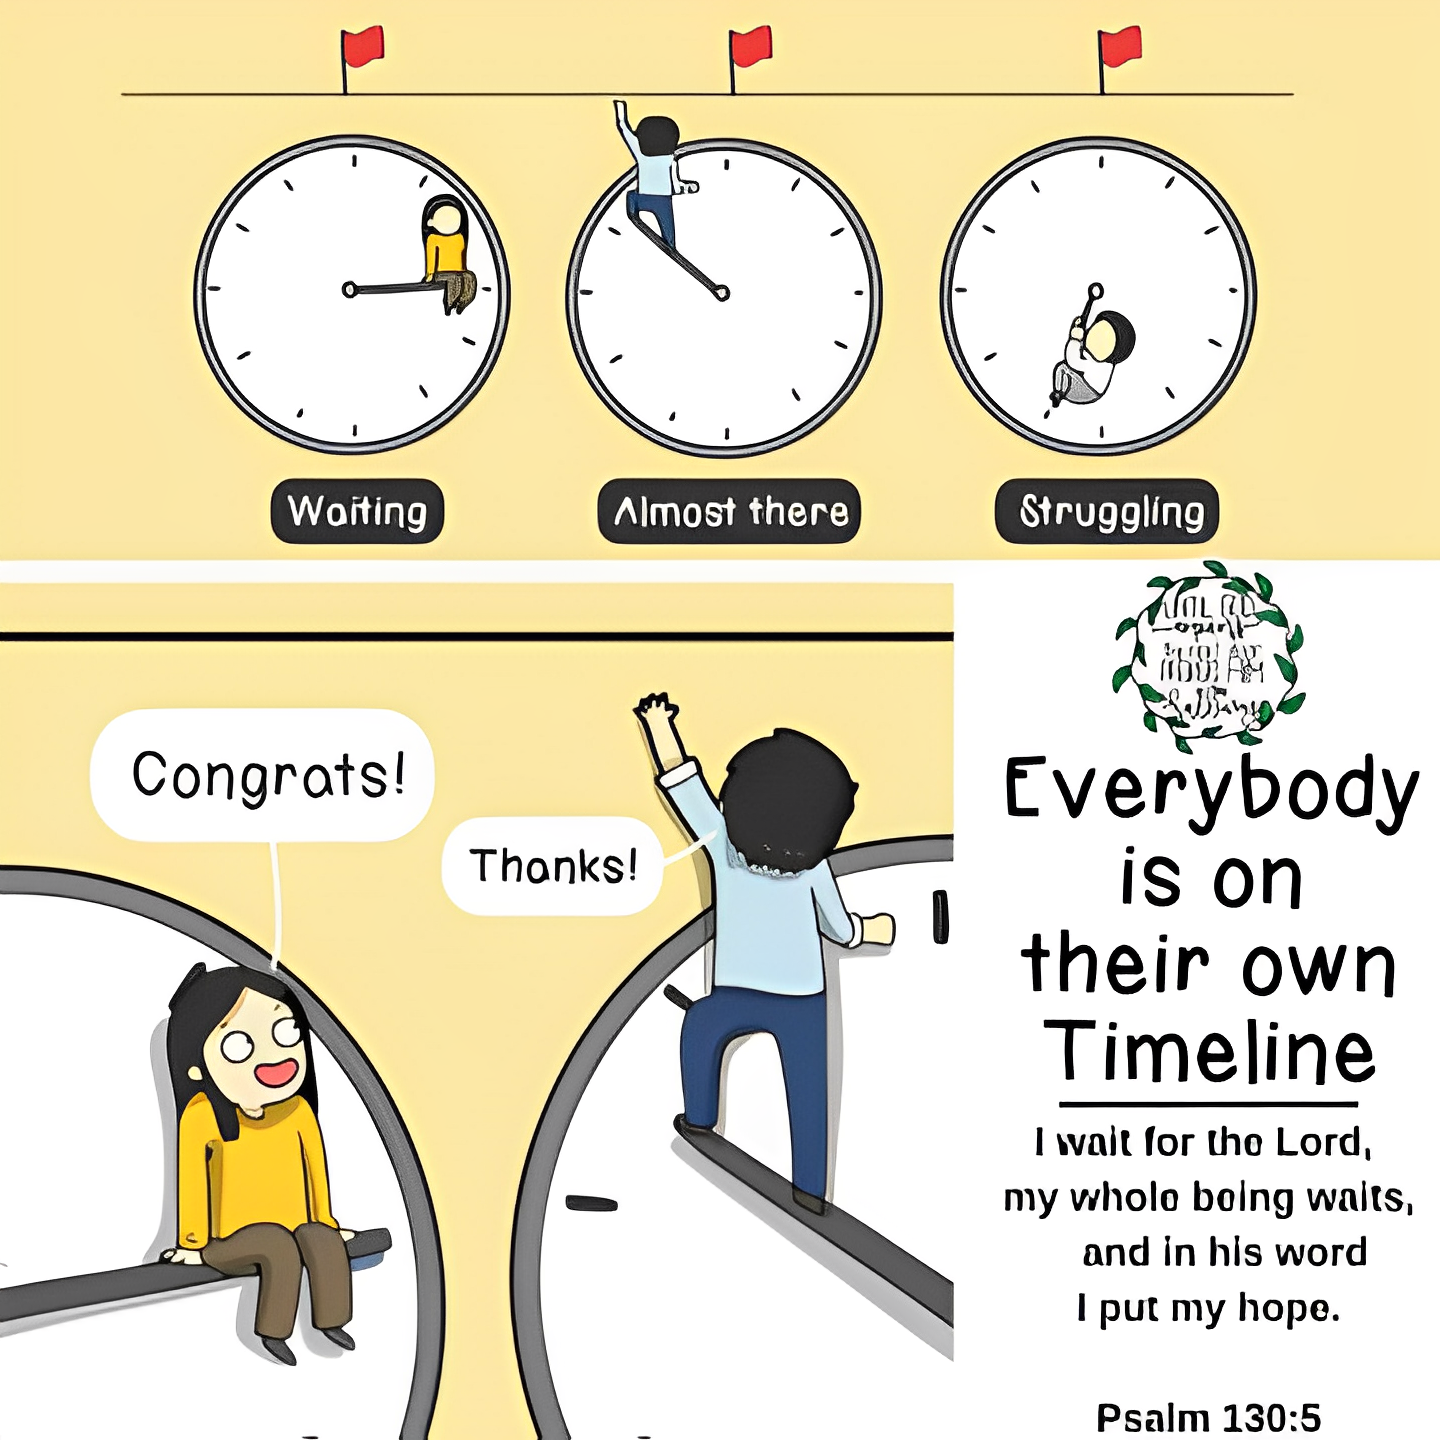 Waiting
Almost there
Struggling
Congrats!
Thanks!
Everybody
is on
their own
Timeline
I wait for the Lord,
my whole being waits,
and in his word
I put my hope.
Psalm 130:5